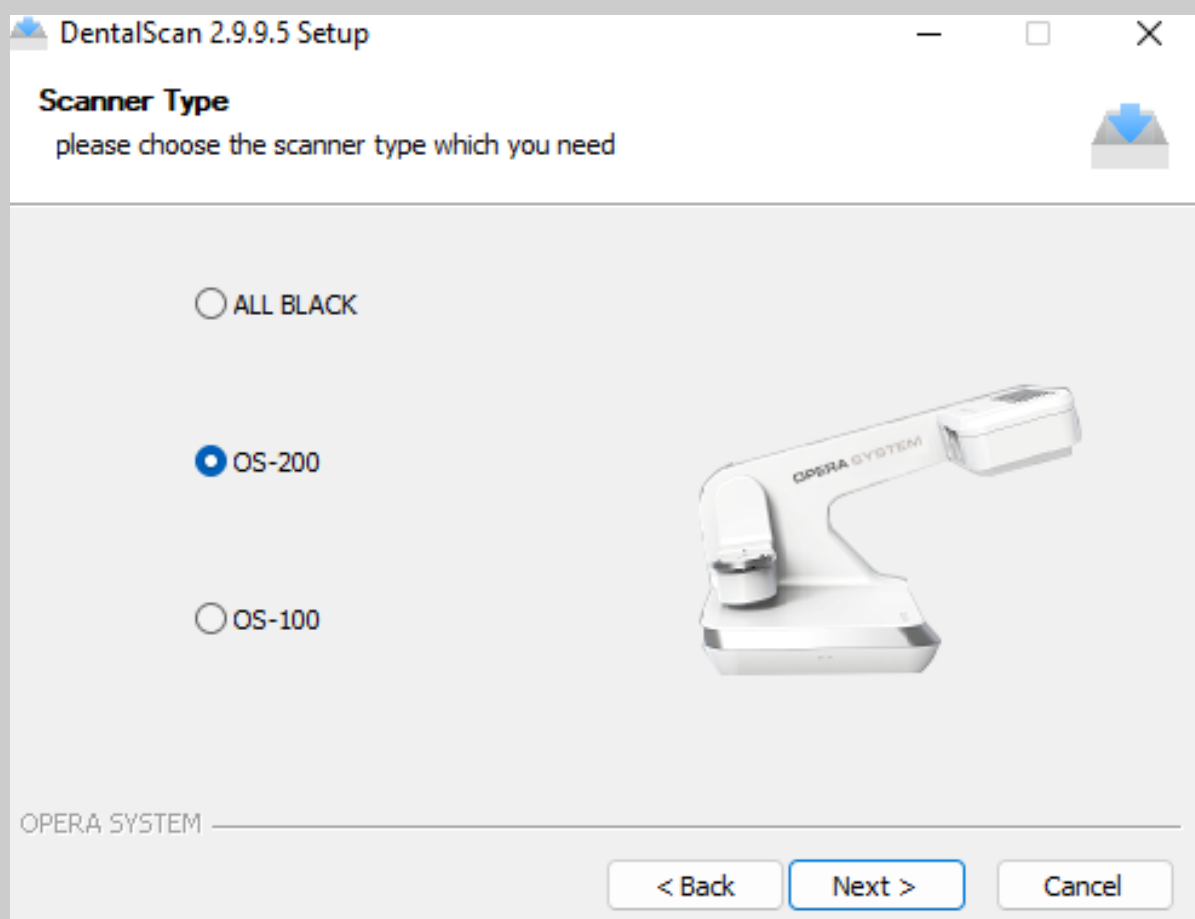 DentalScan 2.9.9.5 Setup
Scanner Type
please choose the scanner type which you need
ALL BLACK
OS-200
OPERA SYSTEM
OS-100
OPERA SYSTEM
< Back
Next >
Cancel